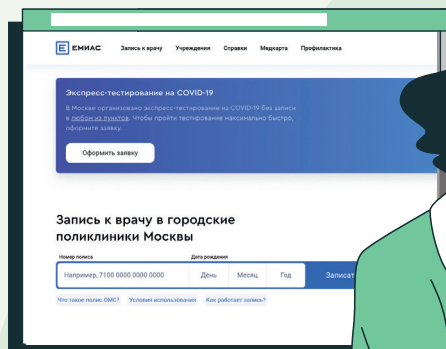 ЕМИАС Запись к врачу Учреждения Справки Медкарта Профилактика
Экспресс-тестирование на COVID-19
В Москве организовано экспресс-тестирование на COVID-19 без записи
в любом из пунктов. Чтобы пройти тестирование максимально быстро,
оформите заявку.
Оформить заявку
Запись к врачу в городские
поликлиники Москвы
Номер полиса Дата рождения
Например, 7100 0000 0000 0000 День Месяц Год Записат
Что такое полис ОМС? Условия использования Как работает запись?